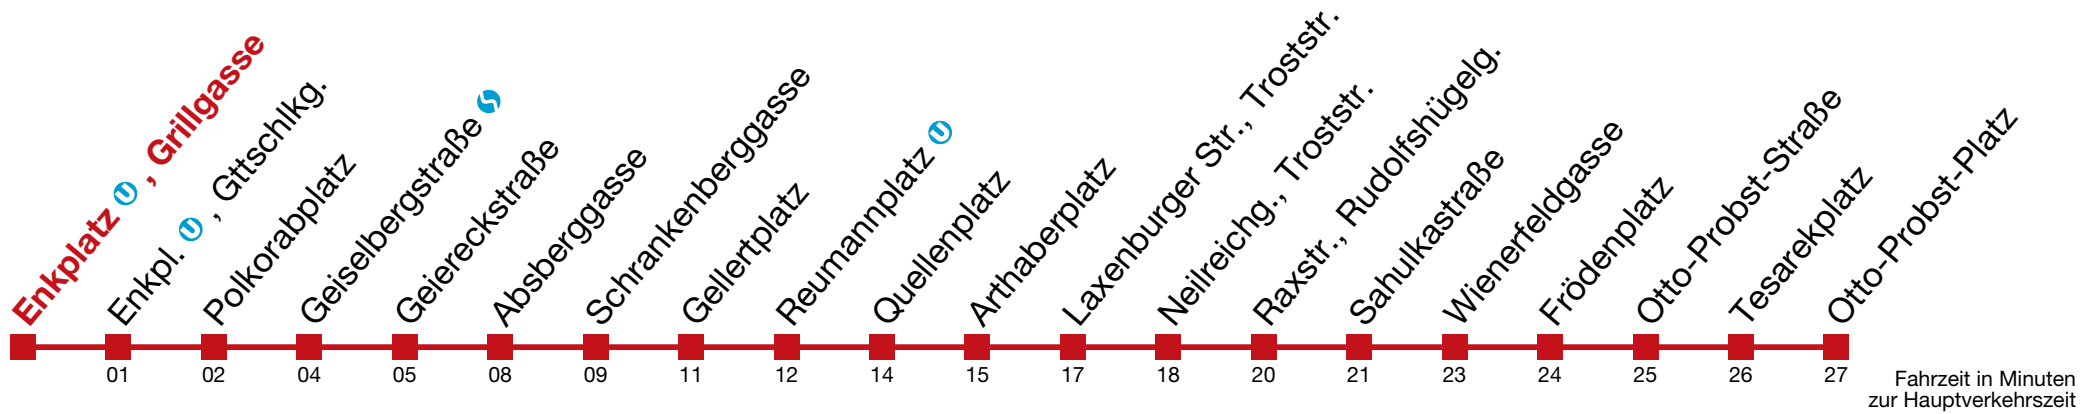 Enkplatz U , Grillgasse
Enkpl. U , Gttschlkg.
Polkorabplatz
Geiselbergstraße S
Geiereckstraße
Absberggasse
Schrankenberggasse
Gellertplatz
Reumannplatz U
Quellenplatz
Arthaberplatz
Laxenburger Str., Troststr.
Neilreichg., Troststr.
Raxstr., Rudolfshügelg.
Sahulkastraße
Wienerfeldgasse
Frödenplatz
Otto-Probst-Straße
Tesarekplatz
Otto-Probst-Platz
01 02 04 05 08 09 11 12 14 15 17 18 20 21 23 24 25 26 27
Fahrzeit in Minuten
zur Hauptverkehrszeit